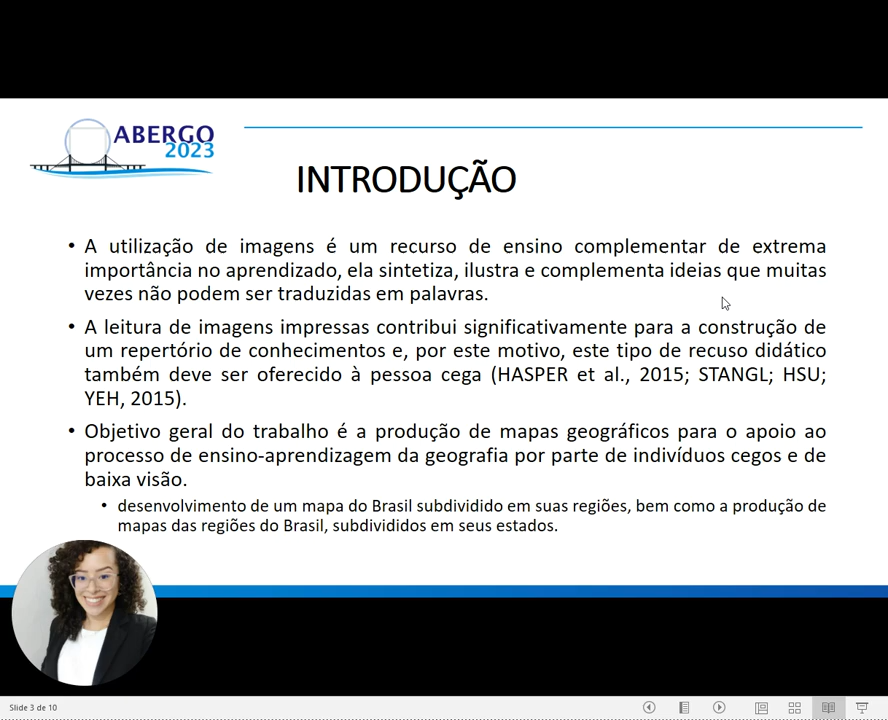 ABERGO
2023
INTRODUÇÃO
• A utilização de imagens é um recurso de ensino complementar de extrema
importância no aprendizado, ela sintetiza, ilustra e complementa ideias que muitas
vezes não podem ser traduzidas em palavras.
• A leitura de imagens impressas contribui significativamente para a construção de
um repertório de conhecimentos e, por este motivo, este tipo de recuso didático
também deve ser oferecido à pessoa cega (HASPER et al., 2015; STANGL; HSU;
YEH, 2015).
• Objetivo geral do trabalho é a produção de mapas geográficos para o apoio ao
processo de ensino-aprendizagem da geografia por parte de indivíduos cegos e de
baixa visão.
• desenvolvimento de um mapa do Brasil subdividido em suas regiões, bem como a produção de
mapas das regiões do Brasil, subdivididos em seus estados.
Slide 3 de 10